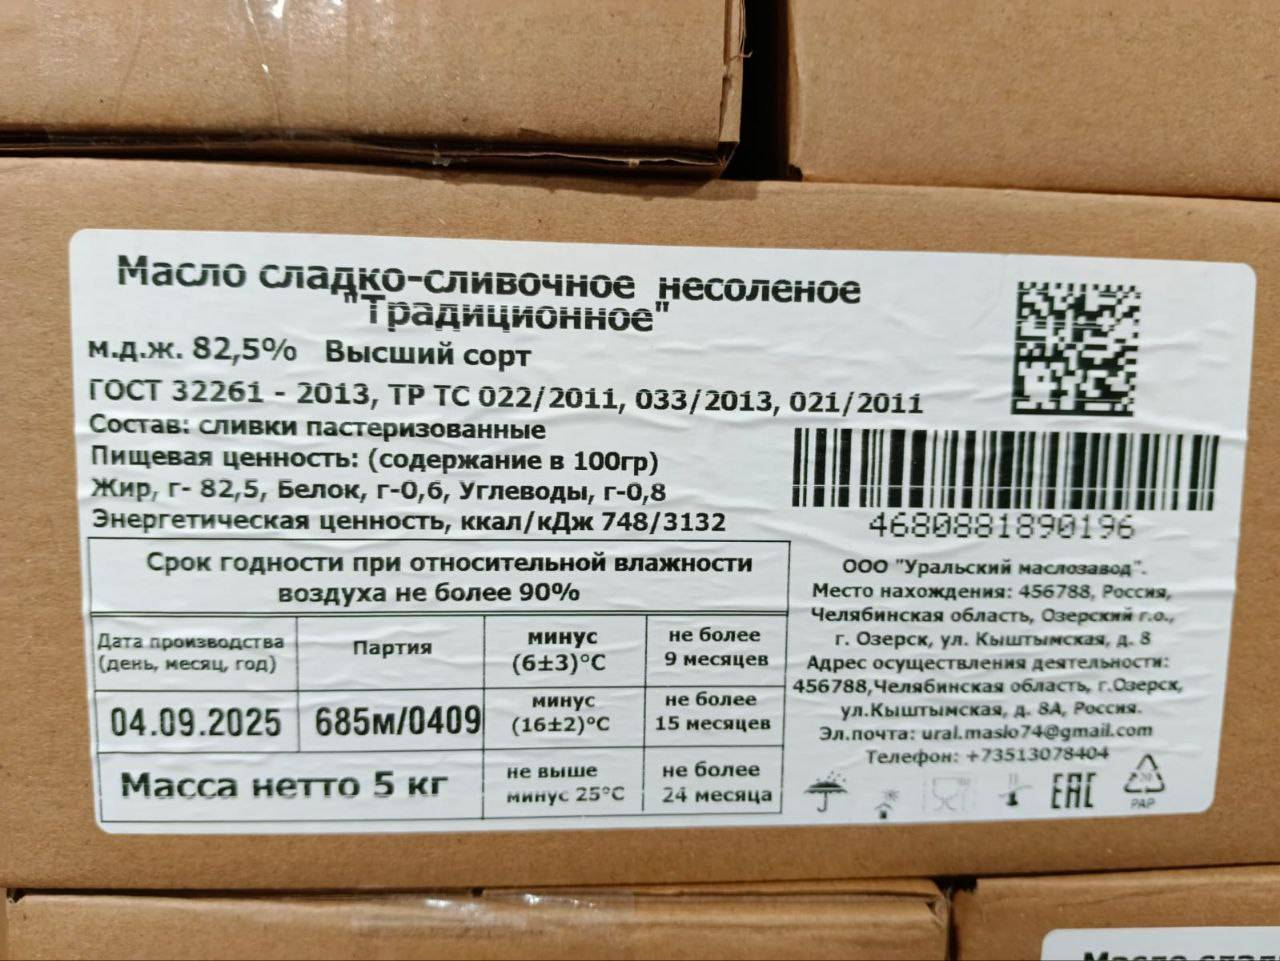 Масло сладко-сливочное несоленое
"Традиционное"
м.д.ж. 82,5% Высший сорт
ГОСТ 32261 - 2013, ТР ТС 022/2011, 033/2013, 021/2011
Состав: сливки пастеризованные
Пищевая ценность: (содержание в 100гр)
Жир, г- 82,5, Белок, г-0,6, Углеводы, г-0,8
Энергетическая ценность, ккал/кДж 748/3132
Срок годности при относительной влажности
воздуха не более 90%
Дата производства
(день, месяц, год)
Партия
минус
(6±3)°С
не более
9 месяцев
04.09.2025
685м/0409
минус
(16±2)°С
не более
15 месяцев
Масса нетто 5 кг
не выше
минус 25°С
не более
24 месяца
4680881890196
ООО "Уральский маслозавод".
Место нахождения: 456788, Россия,
Челябинская область, Озерский г.о.,
г. Озерск, ул. Кыштымская, д. 8
Адрес осуществления деятельности:
456788,Челябинская область, г.Озерск,
ул.Кыштымская, д. 8А, Россия.
Эл.почта: ural.maslo74@gmail.com
Телефон: +73513078404
ЕАС
PAP
Масло слад